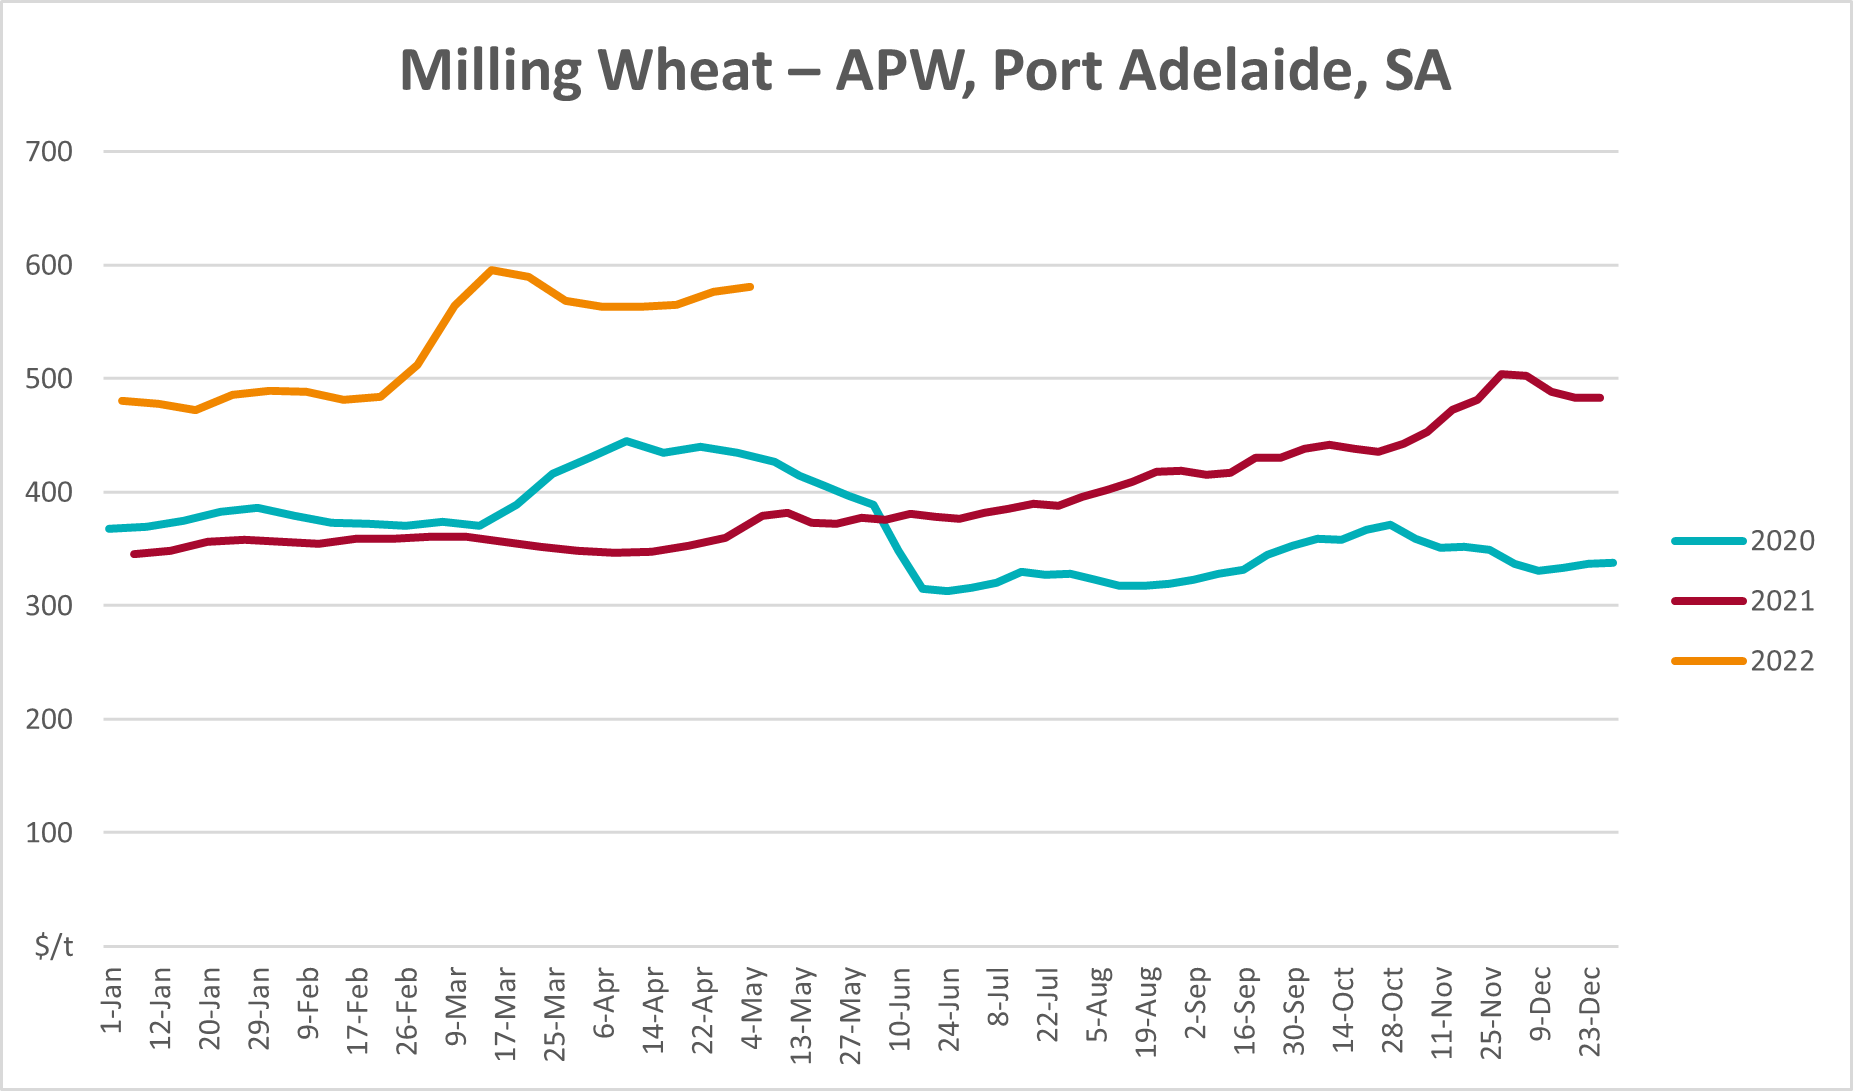 Milling Wheat – APW, Port Adelaide, SA
700
600
500
400
300
200
100
$/t
1-Jan
12-Jan
20-Jan
29-Jan
9-Feb
17-Feb
26-Feb
9-Mar
17-Mar
25-Mar
6-Apr
14-Apr
22-Apr
4-May
13-May
27-May
10-Jun
24-Jun
8-Jul
22-Jul
5-Aug
19-Aug
2-Sep
16-Sep
30-Sep
14-Oct
28-Oct
11-Nov
25-Nov
9-Dec
23-Dec
2020
2021
2022